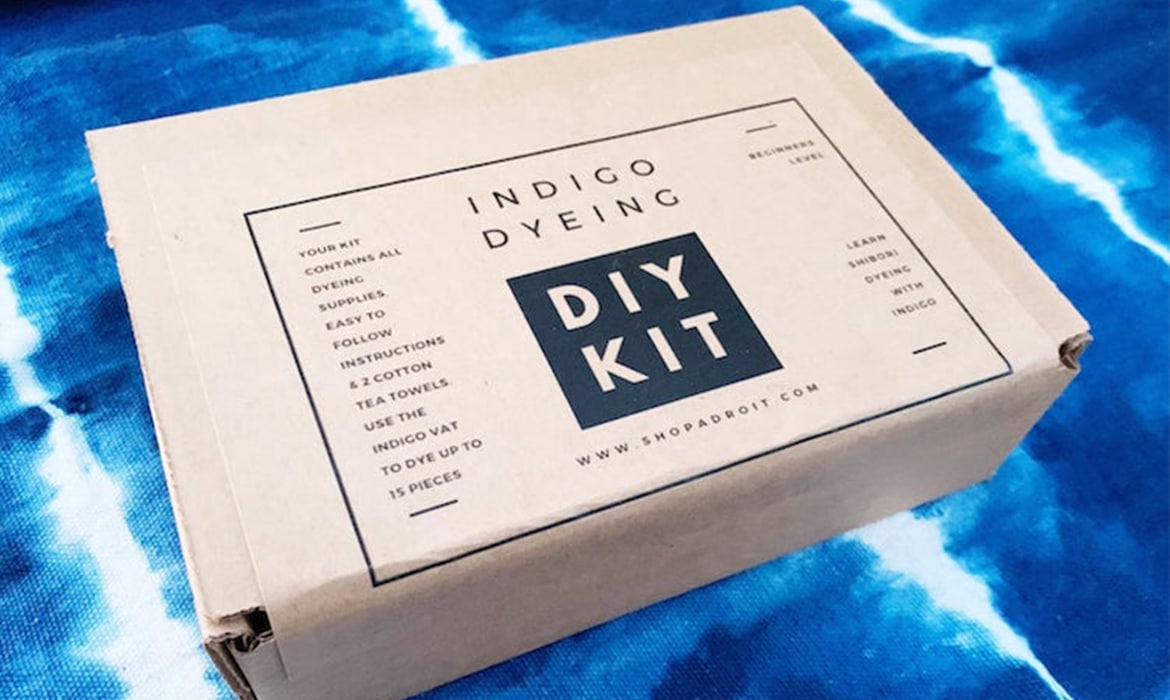 INDIGO
DYEING
DIY
KIT
WWW.SHOPADROIT.COM
YOUR KIT
CONTAINS ALL
DYEING
SUPPLIES.
EASY TO
FOLLOW
INSTRUCTIONS
& 2 COTTON
TEA TOWELS.
USE THE
INDIGO VAT
TO DYE UP TO
15 PIECES
BEGINNERS
LEVEL
LEARN
SHIBORI
DYEING
WITH
INDIGO